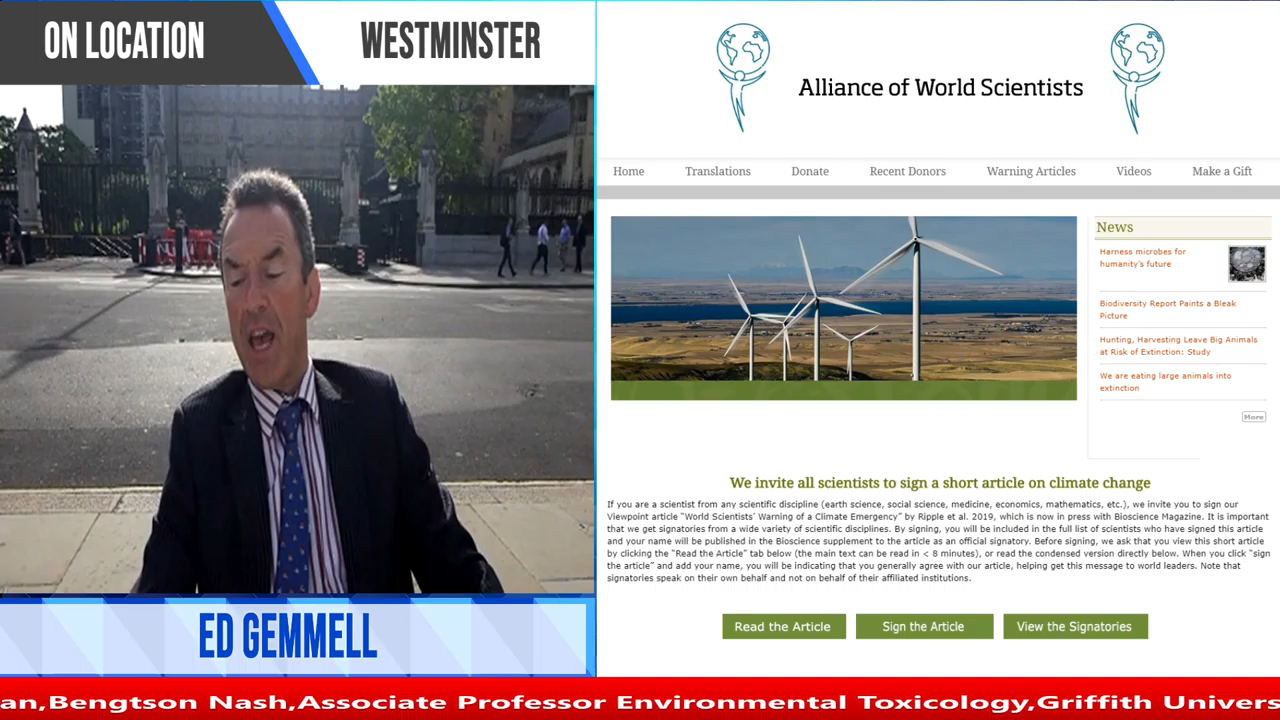 ON LOCATION
WESTMINSTER
ED GEMMELL
Alliance of World Scientists
Home
Translations
Donate
Recent Donors
Warning Articles
Videos
Make a Gift
News
Harness microbes for
humanity's future
Biodiversity Report Paints a Bleak
Picture
Hunting, Harvesting Leave Big Animals
at Risk of Extinction: Study
We are eating large animals into
extinction
More
We invite all scientists to sign a short article on climate change
If you are a scientist from any scientific discipline (earth science, social science, medicine, economics, mathematics, etc.), we invite you to sign our
Viewpoint article "World Scientists' Warning of a Climate Emergency" by Ripple et al. 2019, which is now in press with Bioscience Magazine. It is important
that we get signatories from a wide variety of scientific disciplines. By signing, you will be included in the full list of scientists who have signed this article
and your name will be published in the Bioscience supplement to the article as an official signatory. Before signing, we ask that you view this short article
by clicking the "Read the Article" tab below (the main text can be read in < 8 minutes), or read the condensed version directly below. When you click "sign
the article" and add your name, you will be indicating that you generally agree with our article, helping get this message to world leaders. Note that
signatories speak on their own behalf and not on behalf of their affiliated institutions.
Read the Article
Sign the Article
View the Signatories
an,Bengtson Nash,Associate Professor Environmental Toxicology,Griffith Univers